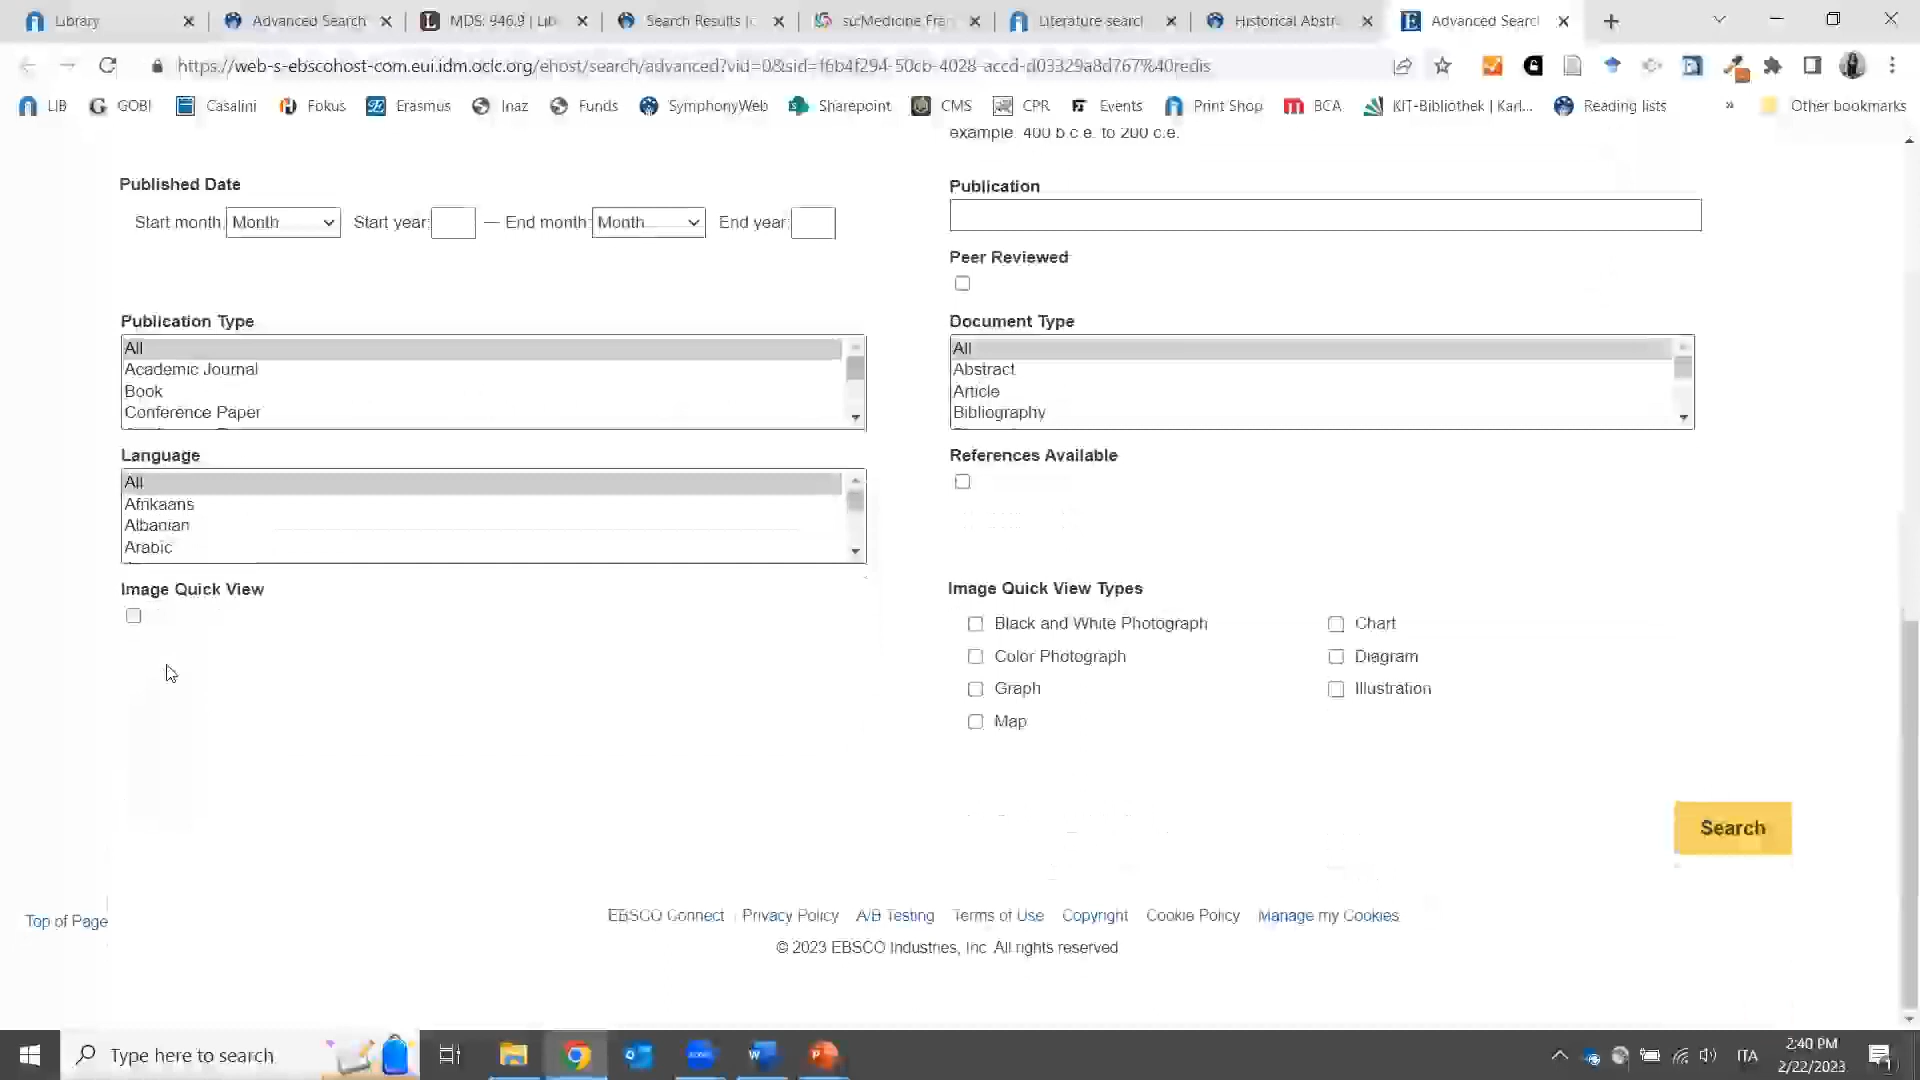 Library
Advanced Search
MDS: 946.9 | Lib
Search Results |
su:Medicine Fran
Literature search
Historical Abstr
Advanced Search
https://web-s-ebscohost-com.eui.idm.oclc.org/ehost/search/advanced?vid=0&sid=f6b4f294-50cb-4028-accd-d03329a8d767%40redis
LIB
GOBI
Casalini
Fokus
Erasmus
Inaz
Funds
SymphonyWeb
Sharepoint
CMS
CPR
Events
Print Shop
BCA
KIT-Bibliothek | Karl...
Reading lists
»
Other bookmarks
example: 400 b.c.e. to 200 c.e.
Published Date
Start month: Month Start year: — End month: Month End year:
Publication
Peer Reviewed
Publication Type
All
Academic Journal
Book
Conference Paper
Document Type
All
Abstract
Article
Bibliography
Language
All
Afrikaans
Albanian
Arabic
References Available
Image Quick View
Image Quick View Types
Black and White Photograph
Chart
Color Photograph
Diagram
Graph
Illustration
Map
Search
Top of Page
EBSCO Connect Privacy Policy A/B Testing Terms of Use Copyright Cookie Policy Manage my Cookies
© 2023 EBSCO Industries, Inc. All rights reserved.
Type here to search
zoom
ITA
2:40 PM
2/22/2023
1